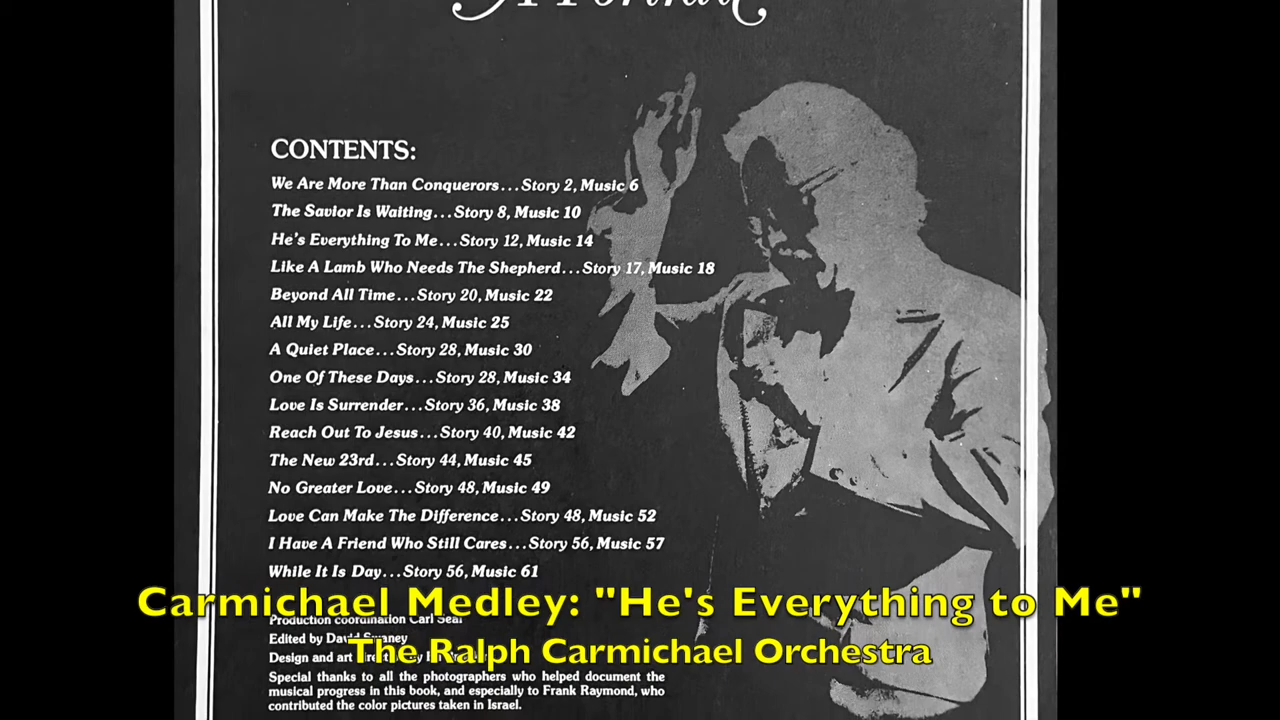 CONTENTS:
We Are More Than Conquerors...Story 2, Music 6
The Savior Is Waiting...Story 8, Music 10
He's Everything To Me...Story 12, Music 14
Like A Lamb Who Needs The Shepherd...Story 17, Music 18
Beyond All Time...Story 20, Music 22
All My Life...Story 24, Music 25
A Quiet Place...Story 28, Music 30
One Of These Days...Story 28, Music 34
Love Is Surrender...Story 36, Music 38
Reach Out To Jesus...Story 40, Music 42
The New 23rd...Story 44, Music 45
No Greater Love...Story 48, Music 49
Love Can Make The Difference...Story 48, Music 52
I Have A Friend Who Still Cares...Story 56, Music 57
While It Is Day...Story 56, Music 61
Carmichael Medley: "He's Everything to Me"
Production coordination Carl Seal
Edited by David Swaney
The Ralph Carmichael Orchestra
Design and art
Special thanks to all the photographers who helped document the
musical progress in this book, and especially to Frank Raymond, who
contributed the color pictures taken in Israel.